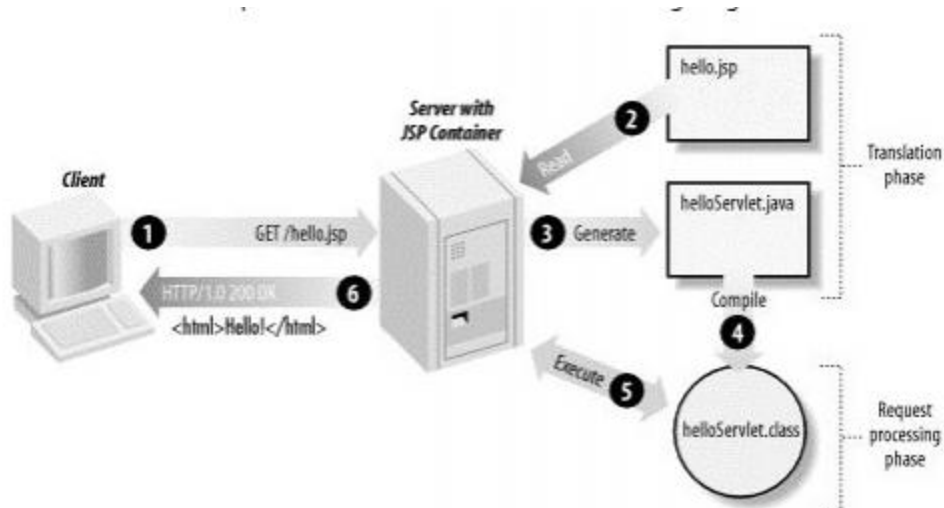 hello.jsp
Server with
JSP Container
2
Read
Translation
phase
Client
helloServlet.java
1
GET /hello.jsp
3
Generate
HTTP/1.0 200 OK
6
<html>Hello!</html>
Compile
4
Execute
5
helloServlet.class
Request
processing
phase